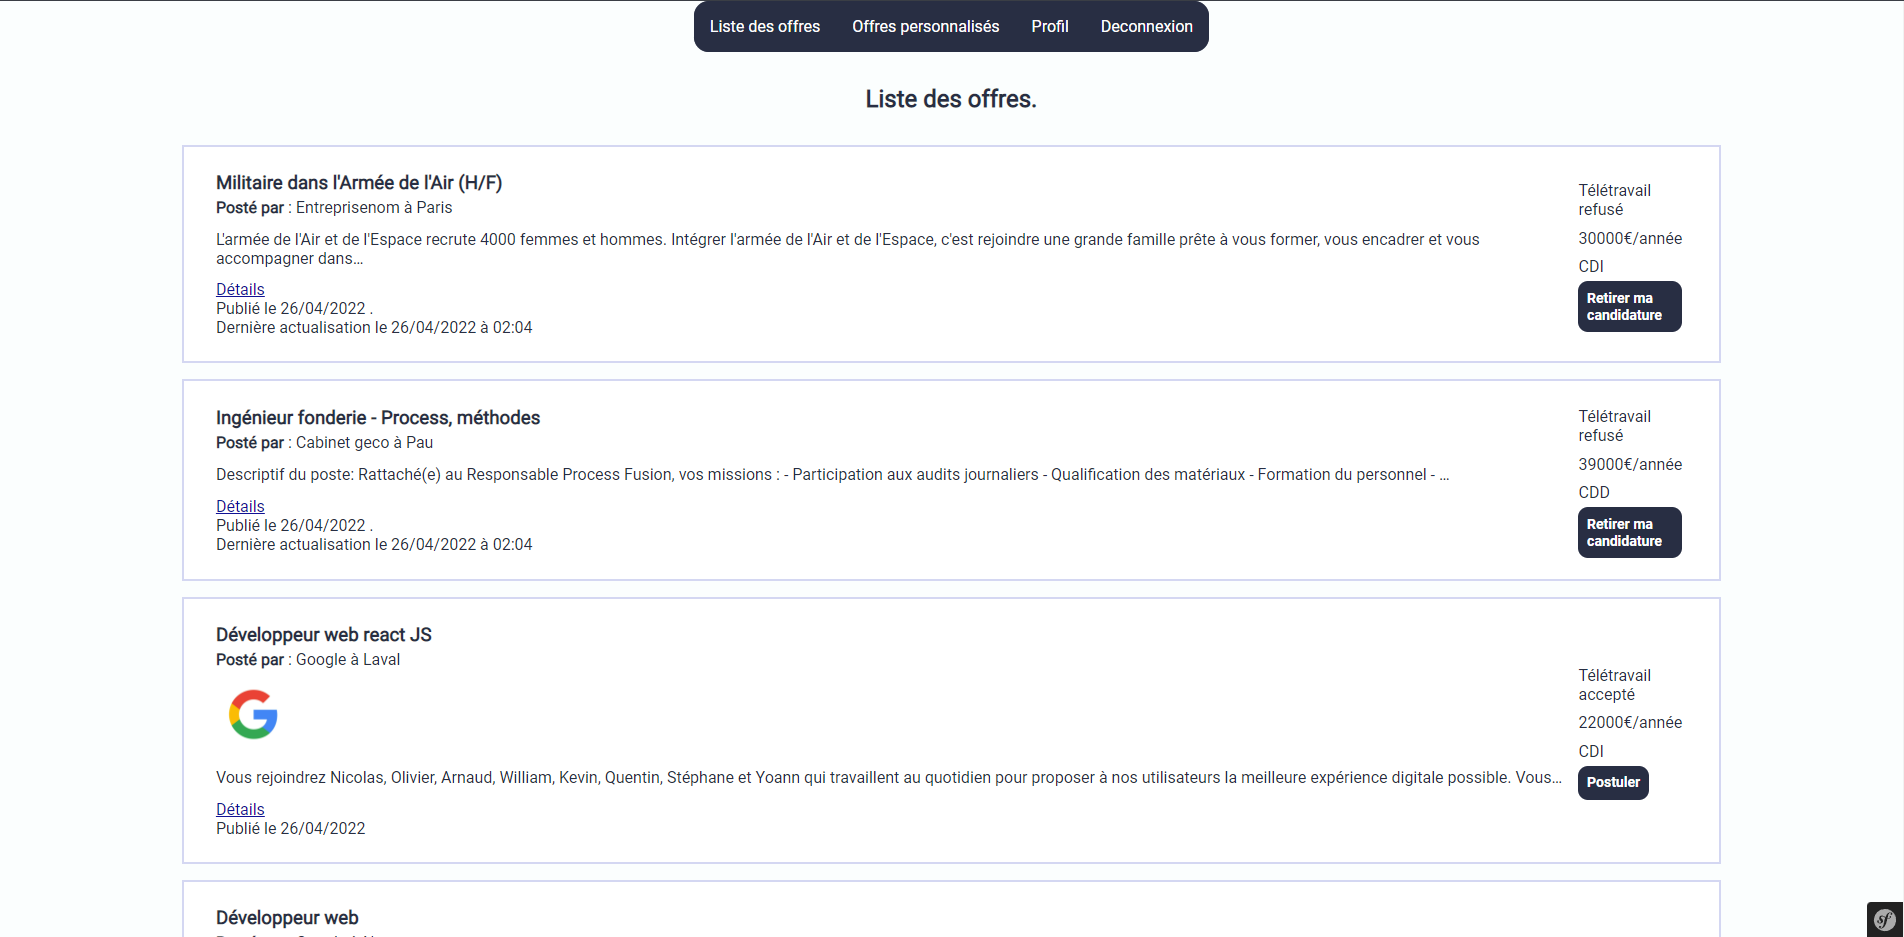 Liste des offres Offres personnalisés Profil Deconnexion
Liste des offres.
Militaire dans l'Armée de l'Air (H/F)
Posté par : Entreprisenom à Paris
L'armée de l'Air et de l'Espace recrute 4000 femmes et hommes. Intégrer l'armée de l'Air et de l'Espace, c'est rejoindre une grande famille prête à vous former, vous encadrer et vous
accompagner dans...
Détails
Publié le 26/04/2022 .
Dernière actualisation le 26/04/2022 à 02:04
Télétravail
refusé
30000€/année
CDI
Retirer ma
candidature
Ingénieur fonderie - Process, méthodes
Posté par : Cabinet geco à Pau
Descriptif du poste: Rattaché(e) au Responsable Process Fusion, vos missions : - Participation aux audits journaliers - Qualification des matériaux - Formation du personnel - ...
Détails
Publié le 26/04/2022 .
Dernière actualisation le 26/04/2022 à 02:04
Télétravail
refusé
39000€/année
CDD
Retirer ma
candidature
Développeur web react JS
Posté par : Google à Laval
Vous rejoindrez Nicolas, Olivier, Arnaud, William, Kevin, Quentin, Stéphane et Yoann qui travaillent au quotidien pour proposer à nos utilisateurs la meilleure expérience digitale possible. Vous...
Détails
Publié le 26/04/2022
Télétravail
accepté
22000€/année
CDI
Postuler
Développeur web
sf